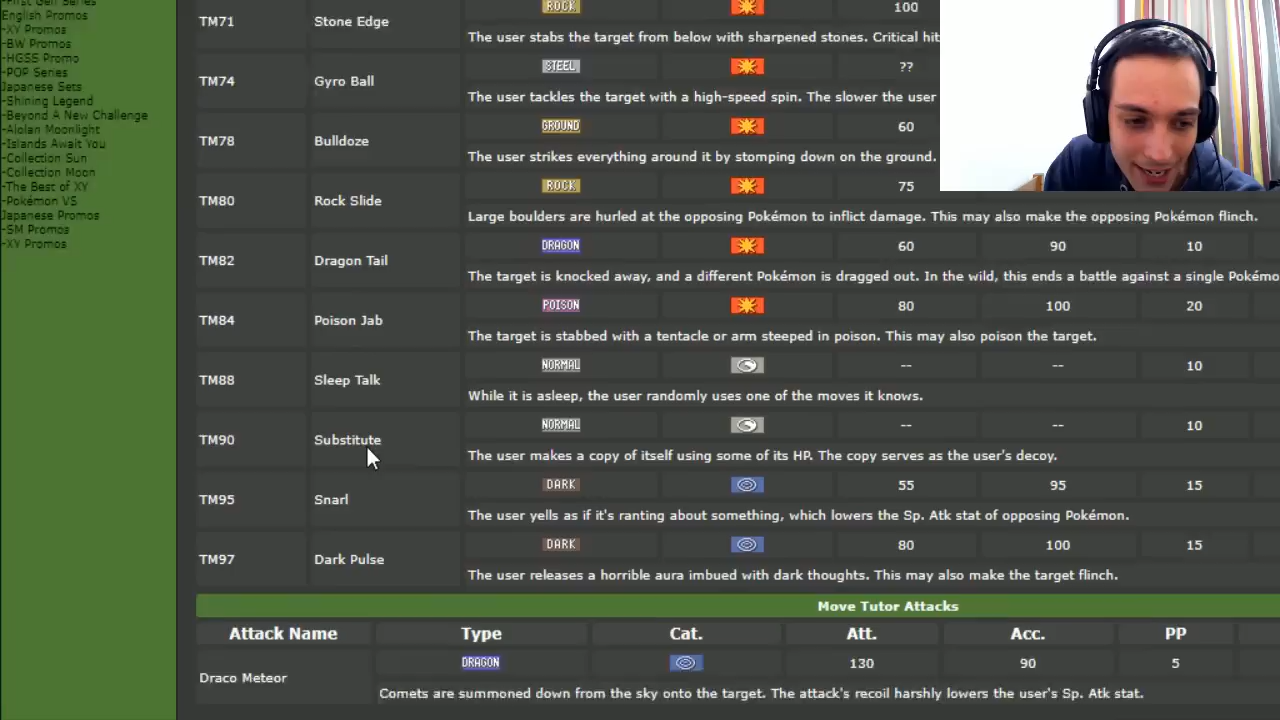 -First Gen Series
English Promos
-XY Promos
-BW Promos
-HGSS Promo
-POP Series
Japanese Sets
-Shining Legend
-Beyond A New Challenge
-Alolan Moonlight
-Islands Await You
-Collection Sun
-Collection Moon
-The Best of XY
-Pokémon VS
Japanese Promos
-SM Promos
-XY Promos
TM71 Stone Edge ROCK 100
The user stabs the target from below with sharpened stones. Critical hit
TM74 Gyro Ball STEEL ??
The user tackles the target with a high-speed spin. The slower the user
TM78 Bulldoze GROUND 60
The user strikes everything around it by stomping down on the ground.
TM80 Rock Slide ROCK 75
Large boulders are hurled at the opposing Pokémon to inflict damage. This may also make the opposing Pokémon flinch.
TM82 Dragon Tail DRAGON 60 90 10
The target is knocked away, and a different Pokémon is dragged out. In the wild, this ends a battle against a single Pokémo
TM84 Poison Jab POISON 80 100 20
The target is stabbed with a tentacle or arm steeped in poison. This may also poison the target.
TM88 Sleep Talk NORMAL -- -- 10
While it is asleep, the user randomly uses one of the moves it knows.
TM90 Substitute NORMAL -- -- 10
The user makes a copy of itself using some of its HP. The copy serves as the user's decoy.
TM95 Snarl DARK 55 95 15
The user yells as if it's ranting about something, which lowers the Sp. Atk stat of opposing Pokémon.
TM97 Dark Pulse DARK 80 100 15
The user releases a horrible aura imbued with dark thoughts. This may also make the target flinch.
Move Tutor Attacks
Attack Name Type Cat. Att. Acc. PP
Draco Meteor DRAGON 130 90 5
Comets are summoned down from the sky onto the target. The attack's recoil harshly lowers the user's Sp. Atk stat.